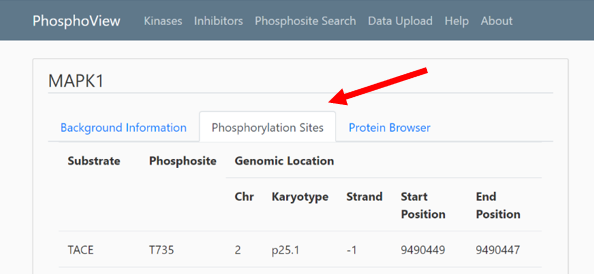 PhosphoView Kinases Inhibitors Phosphosite Search Data Upload Help About
MAPK1
Background Information Phosphorylation Sites Protein Browser
Substrate Phosphosite Genomic Location
Chr Karyotype Strand Start Position End Position
TACE T735 2 p25.1 -1 9490449 9490447